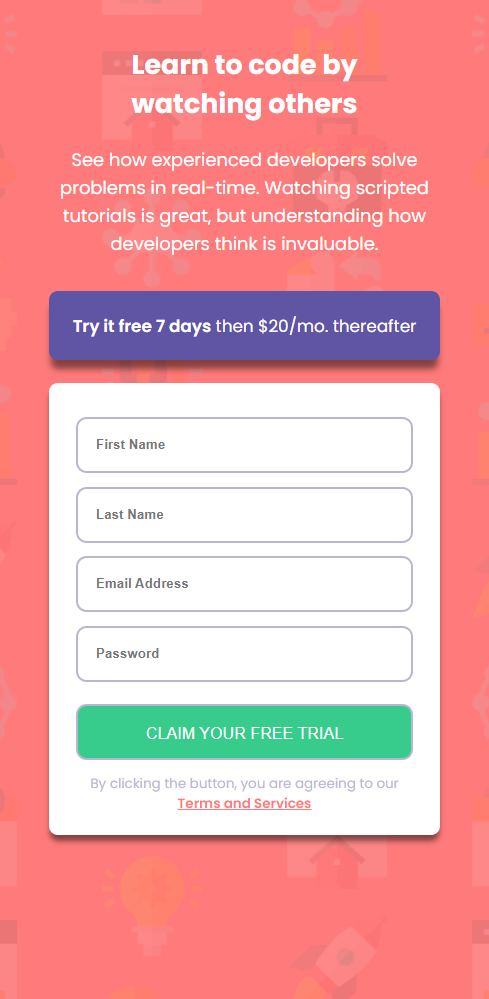 Learn to code by
watching others
See how experienced developers solve
problems in real-time. Watching scripted
tutorials is great, but understanding how
developers think is invaluable.
Try it free 7 days then $20/mo. thereafter
First Name
Last Name
Email Address
Password
CLAIM YOUR FREE TRIAL
By clicking the button, you are agreeing to our
Terms and Services